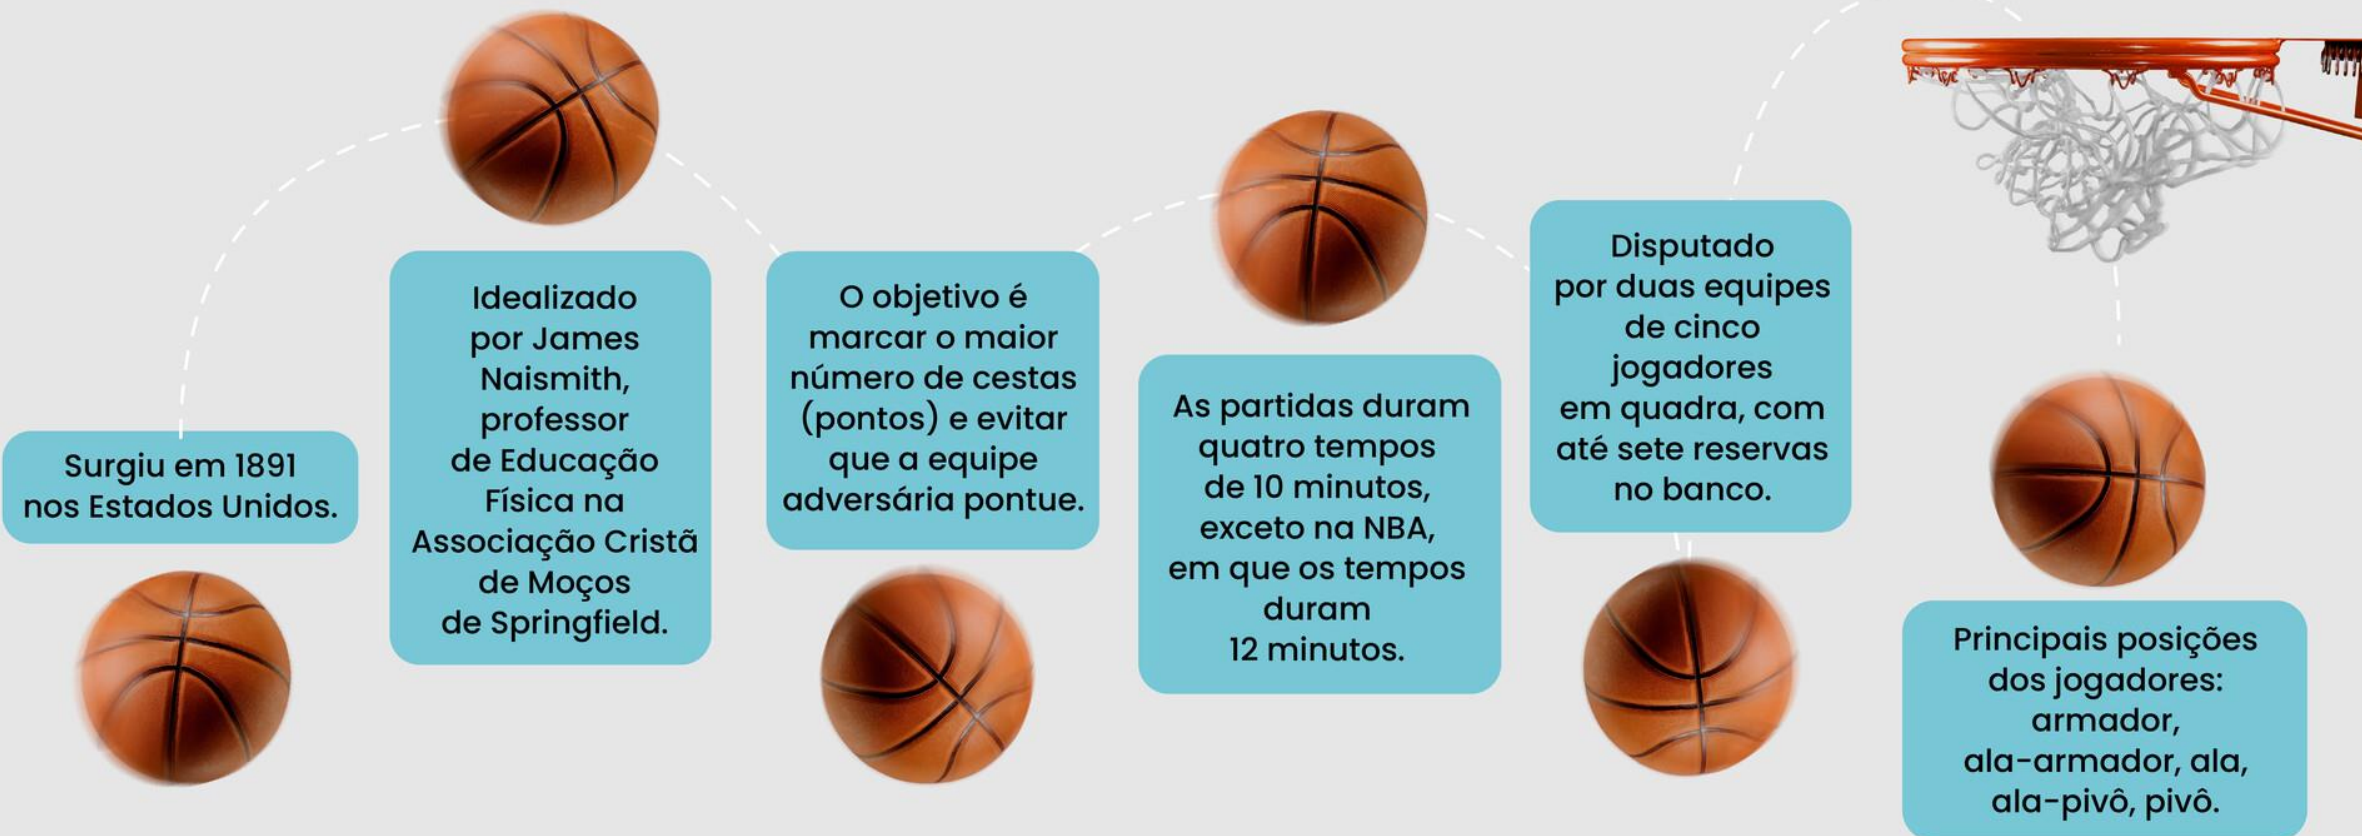 Surgiu em 1891
nos Estados Unidos.
Idealizado
por James
Naismith,
professor
de Educação
Física na
Associação Cristã
de Moços
de Springfield.
O objetivo é
marcar o maior
número de cestas
(pontos) e evitar
que a equipe
adversária pontue.
As partidas duram
quatro tempos
de 10 minutos,
exceto na NBA,
em que os tempos
duram
12 minutos.
Disputado
por duas equipes
de cinco
jogadores
em quadra, com
até sete reservas
no banco.
Principais posições
dos jogadores:
armador,
ala-armador, ala,
ala-pivô, pivô.